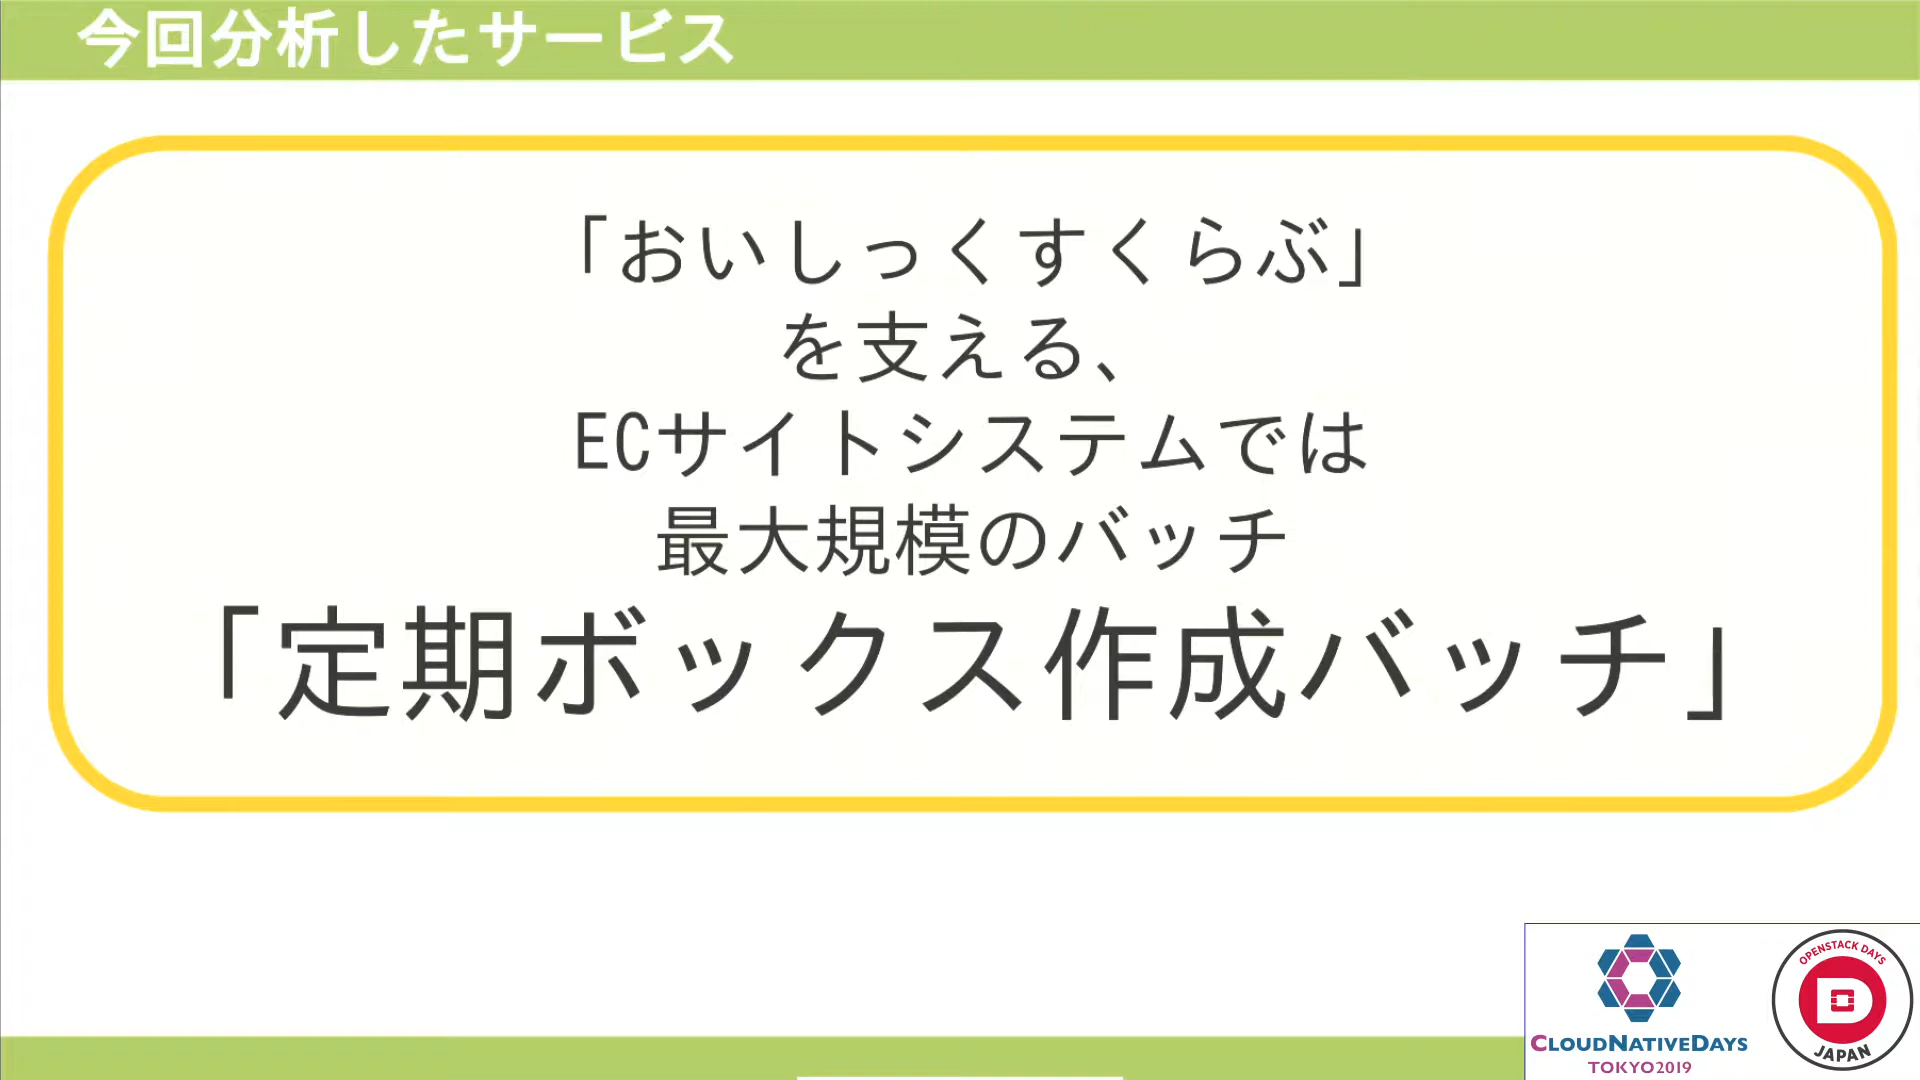 今回分析したサービス
「おいしっくすくらぶ」
を支える、
ECサイトシステムでは
最大規模のバッチ
「定期ボックス作成バッチ」
CLOUDNATIVEDAYS
TOKYO2019
OPENSTACK DAYS
JAPAN